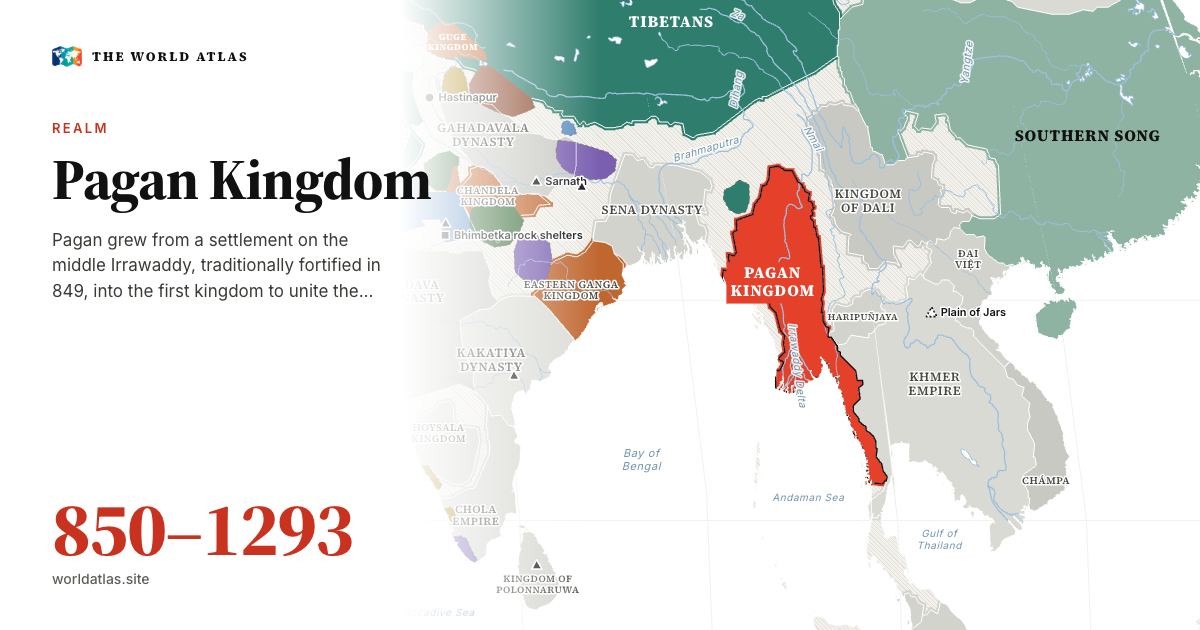 THE WORLD ATLAS
REALM
Pagan Kingdom
Pagan grew from a settlement on the
middle Irrawaddy, traditionally fortified in
849, into the first kingdom to unite the...
850–1293
worldatlas.site
TIBETANS
Za
Yangtze
GUGE
KINGDOM
Hastinapur
Dihang
GAHADAVALA
DYNASTY
Brahmaputra
Nmai
SOUTHERN SONG
Sarnath
CHANDELA
KINGDOM
SENA DYNASTY
KINGDOM
OF DALI
Bhimbetka rock shelters
ĐẠI
VIỆT
PAGAN
KINGDOM
EASTERN GANGA
KINGDOM
HARIPUÑJAYA
Plain of Jars
Irrawaddy Delta
KAKATIYA
DYNASTY
KHMER
EMPIRE
HOYSALA
KINGDOM
Bay of
Bengal
CHÁMPA
Andaman Sea
CHOLA
EMPIRE
Gulf of
Thailand
KINGDOM OF
POLONNARUWA
Sea